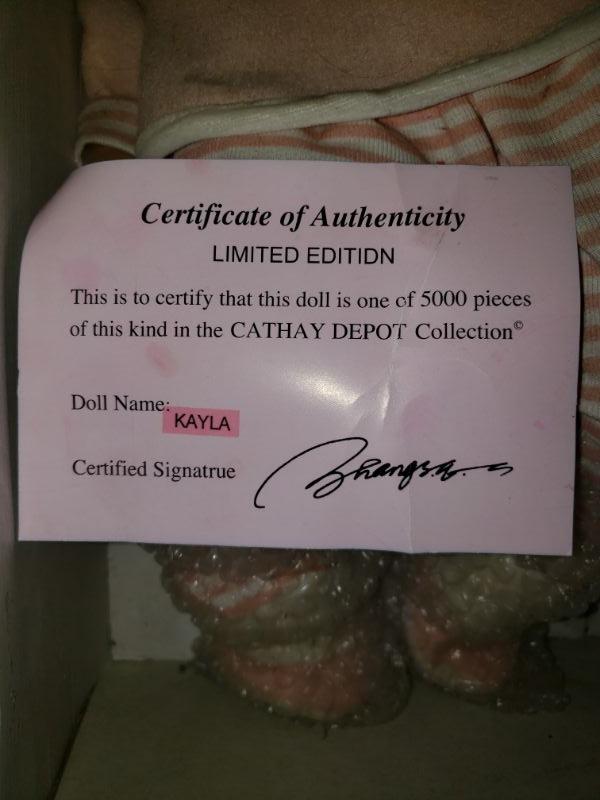 Certificate of Authenticity
LIMITED EDITIDN
This is to certify that this doll is one of 5000 pieces
of this kind in the CATHAY DEPOT Collection©
Doll Name:
KAYLA
Certified Signatrue